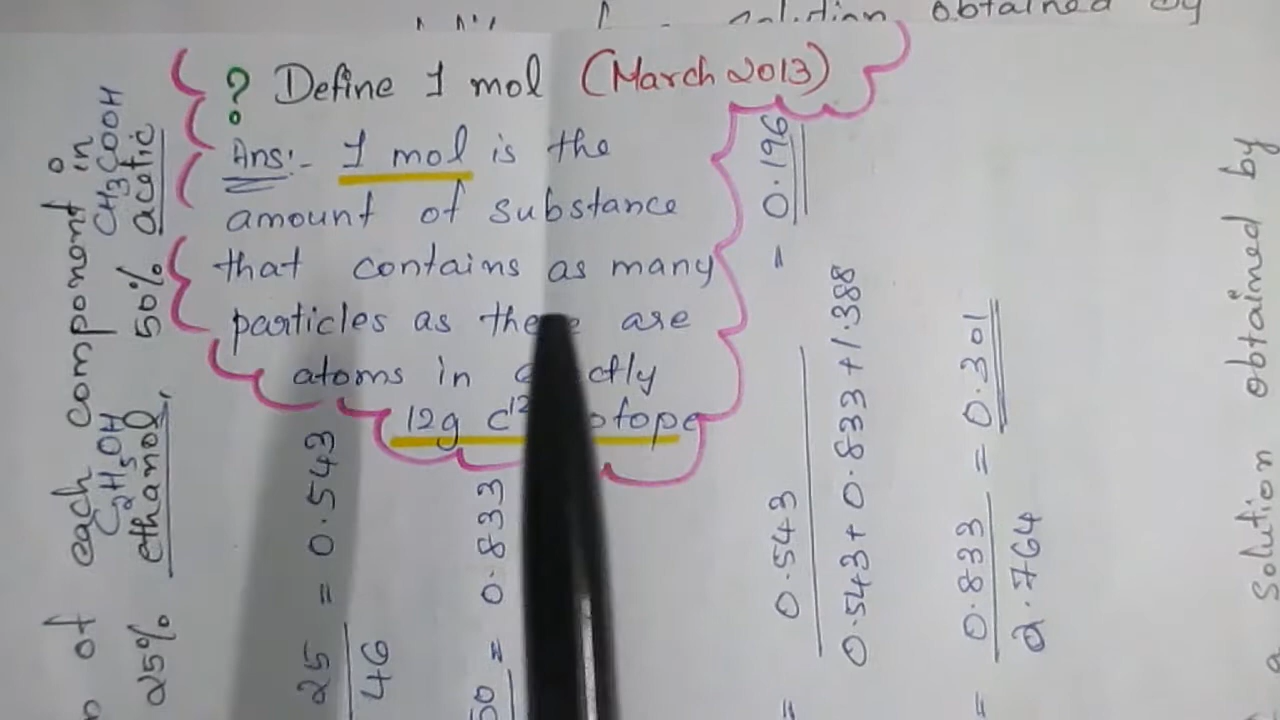 solution obtained by
? Define 1 mol (March 2013)
Ans:- 1 mol is the
amount of substance
that contains as many
particles as there are
atoms in
12g C12
of each component in
C2H5OH CH3COOH
25% ethanol, 50% acetic
25/46 = 0.543
= 0.833
= 0.543/(0.543+0.833+1.388) = 0.196
= 0.833/2.764 = 0.301
a solution obtained by